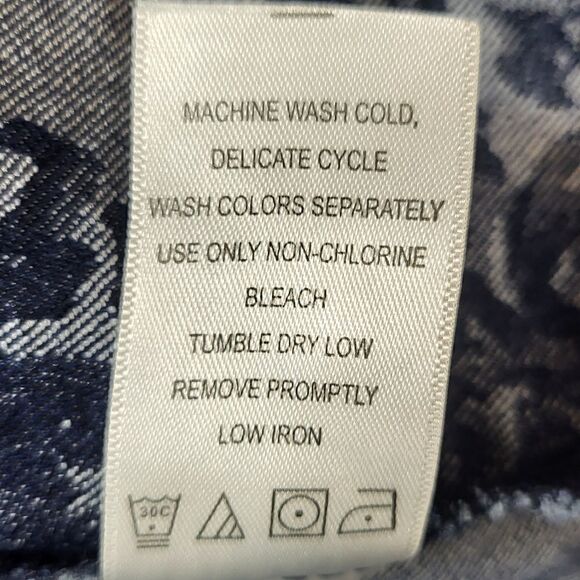 MACHINE WASH COLD,
DELICATE CYCLE
WASH COLORS SEPARATELY
USE ONLY NON-CHLORINE
BLEACH
TUMBLE DRY LOW
REMOVE PROMPTLY
LOW IRON
30C